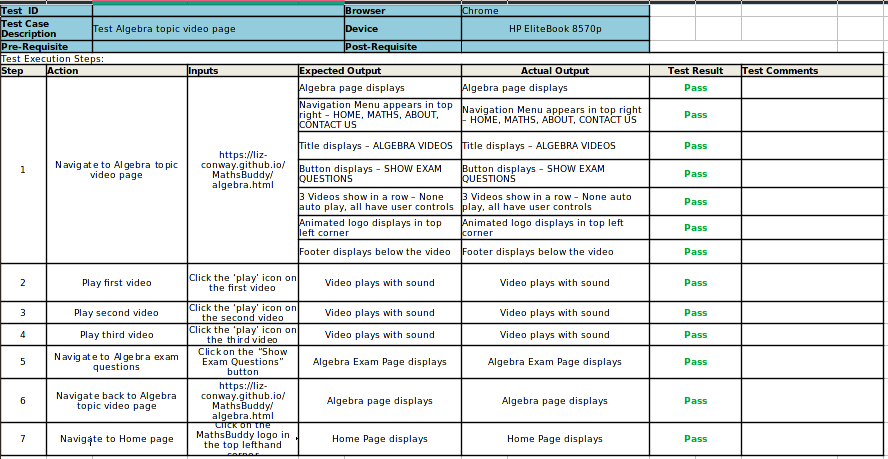 Test ID
Browser
Chrome
Test Case
Description
Test Algebra topic video page
Device
HP EliteBook 8570p
Pre-Requisite
Post-Requisite
Test Execution Steps:
Step
Action
Inputs
Expected Output
Actual Output
Test Result
Test Comments
1
Navigate to Algebra topic
video page
https://liz-
conway.github.io/
MathsBuddy/
algebra.html
Algebra page displays
Algebra page displays
Pass
Navigation Menu appears in top
right – HOME, MATHS, ABOUT,
CONTACT US
Navigation Menu appears in top right
– HOME, MATHS, ABOUT, CONTACT US
Pass
Title displays – ALGEBRA VIDEOS
Title displays – ALGEBRA VIDEOS
Pass
Button displays – SHOW EXAM
QUESTIONS
Button displays – SHOW EXAM
QUESTIONS
Pass
3 Videos show in a row – None
auto play, all have user controls
3 Videos show in a row – None auto
play, all have user controls
Pass
Animated logo displays in top
left corner
Animated logo displays in top left
corner
Pass
Footer displays below the video
Footer displays below the video
Pass
2
Play first video
Click the ‘play’ icon on
the first video
Video plays with sound
Video plays with sound
Pass
3
Play second video
Click the ‘play’ icon on
the second video
Video plays with sound
Video plays with sound
Pass
4
Play third video
Click the ‘play’ icon on
the third video
Video plays with sound
Video plays with sound
Pass
5
Navigate to Algebra exam
questions
Click on the “Show
Exam Questions”
button
Algebra Exam Page displays
Algebra Exam Page displays
Pass
6
Navigate back to Algebra
topic video page
https://liz-
conway.github.io/
MathsBuddy/
algebra.html
Algebra page displays
Algebra page displays
Pass
7
Navigate to Home page
Click on the
MathsBuddy logo in
the top lefthand
corner
Home Page displays
Home Page displays
Pass